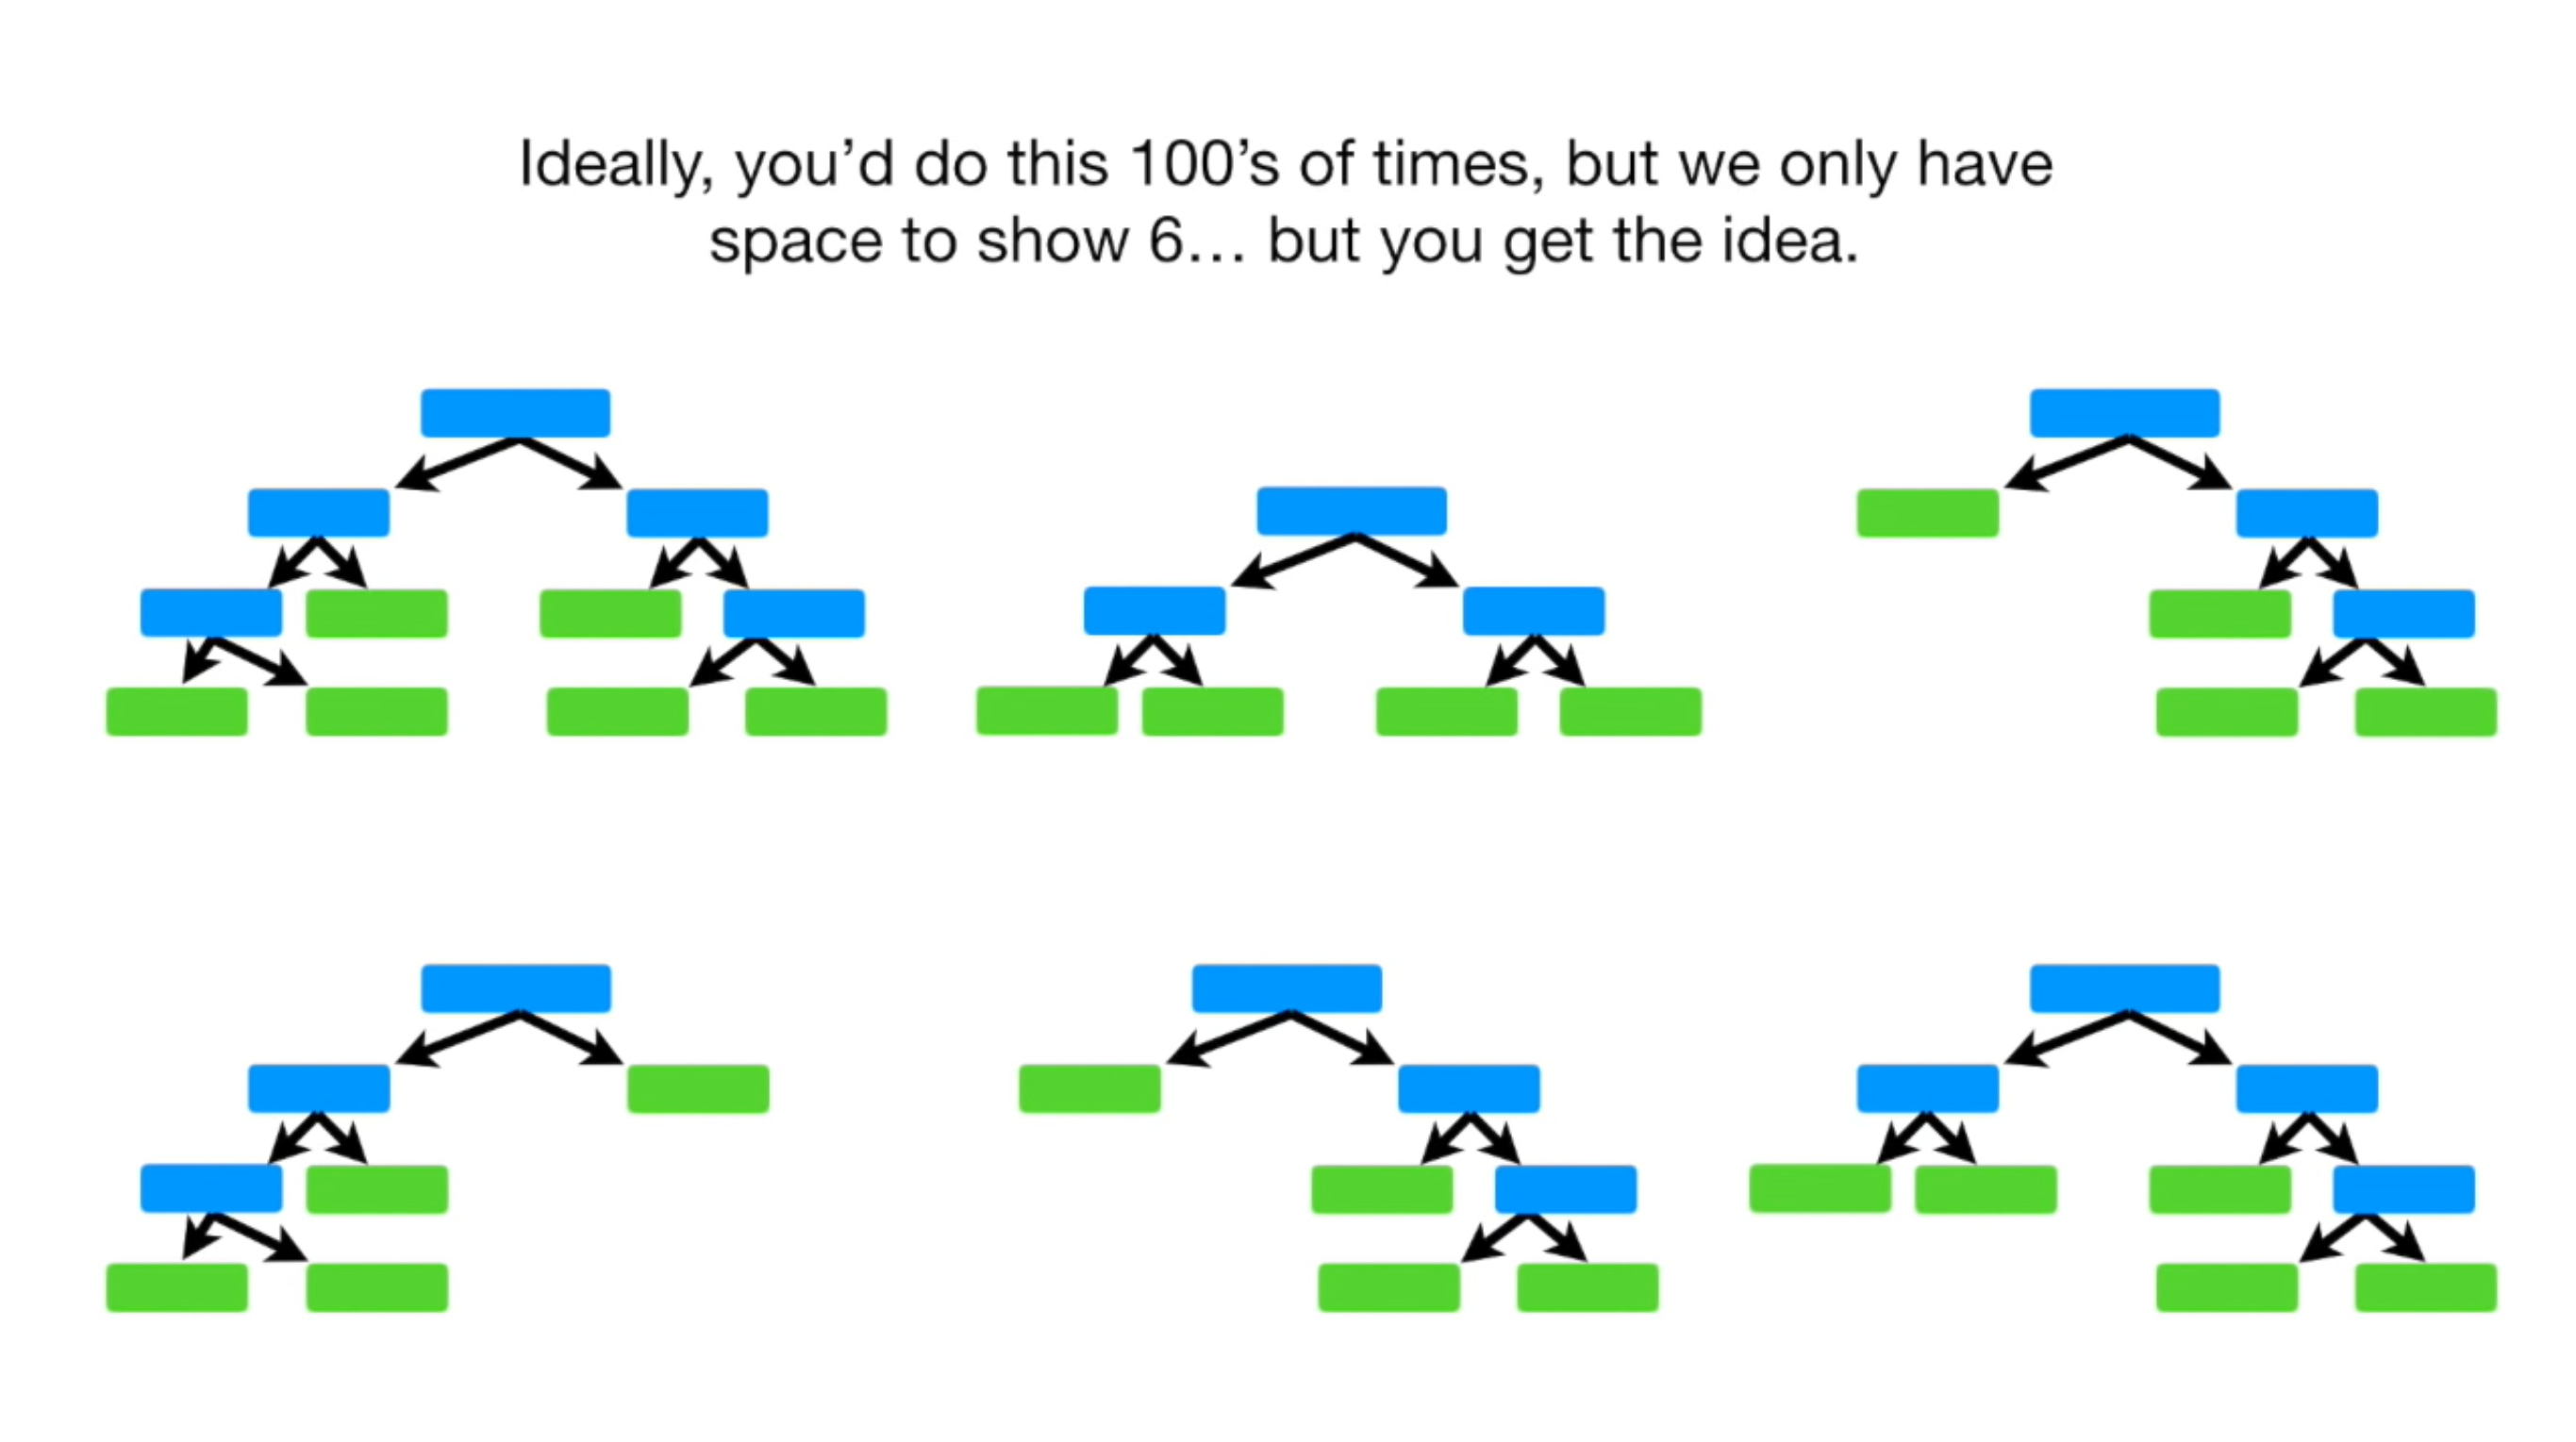 Ideally, you’d do this 100’s of times, but we only have
space to show 6… but you get the idea.